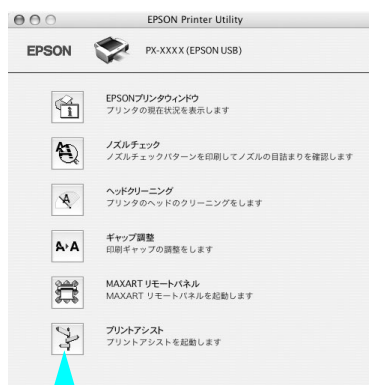 EPSON Printer Utility
EPSON
PX-XXXX (EPSON USB)
EPSONプリンタウィンドウ
プリンタの現在状況を表示します
ノズルチェック
ノズルチェックパターンを印刷してノズルの目詰まりを確認します
ヘッドクリーニング
プリンタのヘッドのクリーニングをします
ギャップ調整
印刷ギャップの調整をします
MAXART リモートパネル
MAXART リモートパネルを起動します
プリントアシスト
プリントアシストを起動します